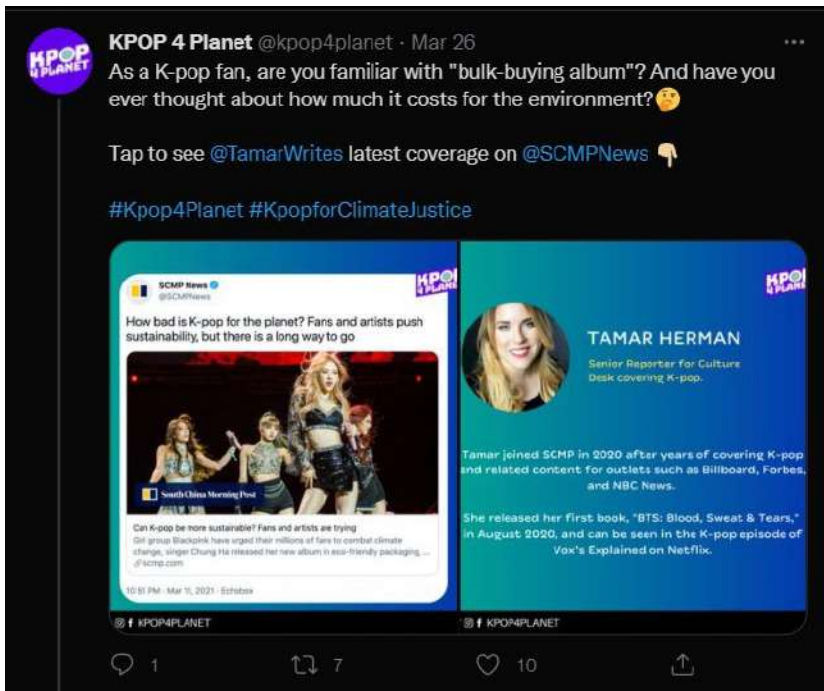 KPOP 4 Planet @kpop4planet · Mar 26
As a K-pop fan, are you familiar with "bulk-buying album"? And have you
ever thought about how much it costs for the environment?🤔
Tap to see @TamarWrites latest coverage on @SCMPNews 👇🏻
#Kpop4Planet #KpopforClimateJustice
KPOP
4 PLANET
SCMP News
@SCMPNews
How bad is K-pop for the planet? Fans and artists push
sustainability, but there is a long way to go
South China Morning Post
Can K-pop be more sustainable? Fans and artists are trying
Girl group Blackpink have urged their millions of fans to combat climate
change, singer Chung Ha released her new album in eco-friendly packaging, ...
scmp.com
10:51 PM · Mar 11, 2021 · Echobox
KPOP4PLANET
KPOP
4 PLANET
TAMAR HERMAN
Senior Reporter for Culture
Desk covering K-pop.
Tamar joined SCMP in 2020 after years of covering K-pop
and related content for outlets such as Billboard, Forbes,
and NBC News.
She released her first book, "BTS: Blood, Sweat & Tears,"
in August 2020, and can be seen in the K-pop episode of
Vox's Explained on Netflix.
KPOP4PLANET
1 7 10